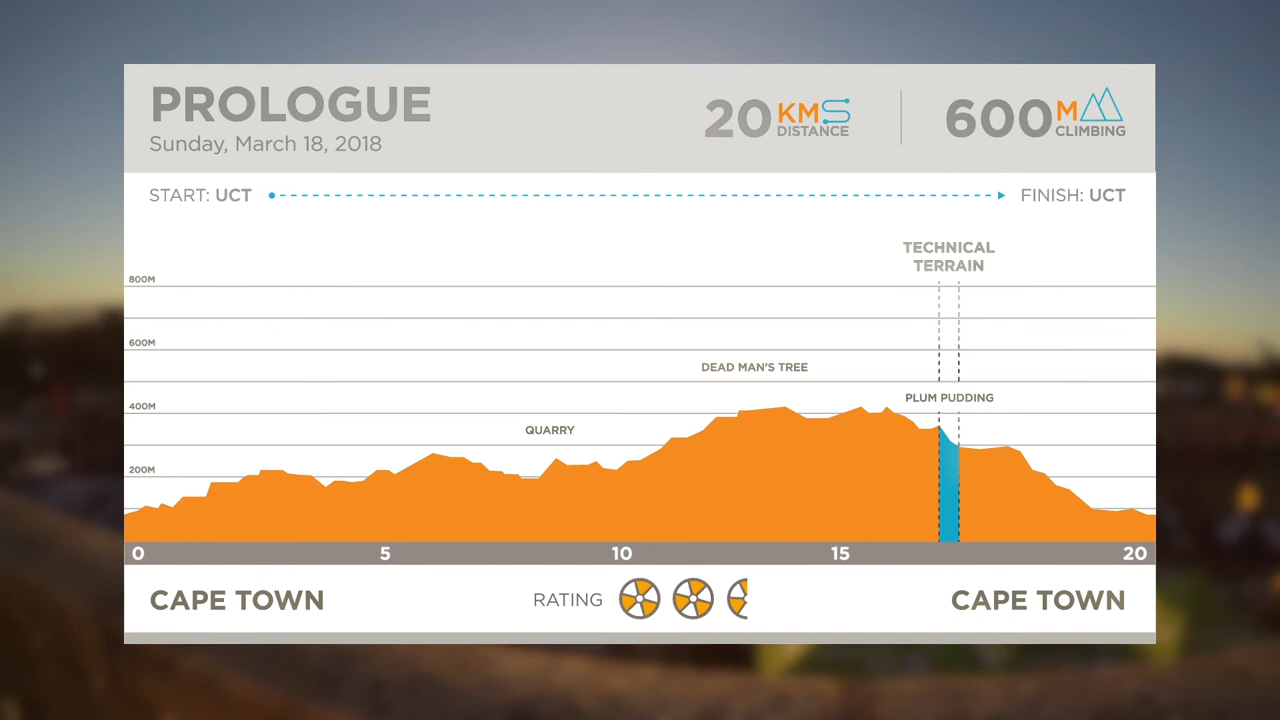 PROLOGUE
Sunday, March 18, 2018
20 KM
DISTANCE
600 M
CLIMBING
START: UCT
FINISH: UCT
TECHNICAL
TERRAIN
800M
600M
DEAD MAN'S TREE
PLUM PUDDING
400M
QUARRY
200M
0 5 10 15 20
CAPE TOWN
RATING
CAPE TOWN